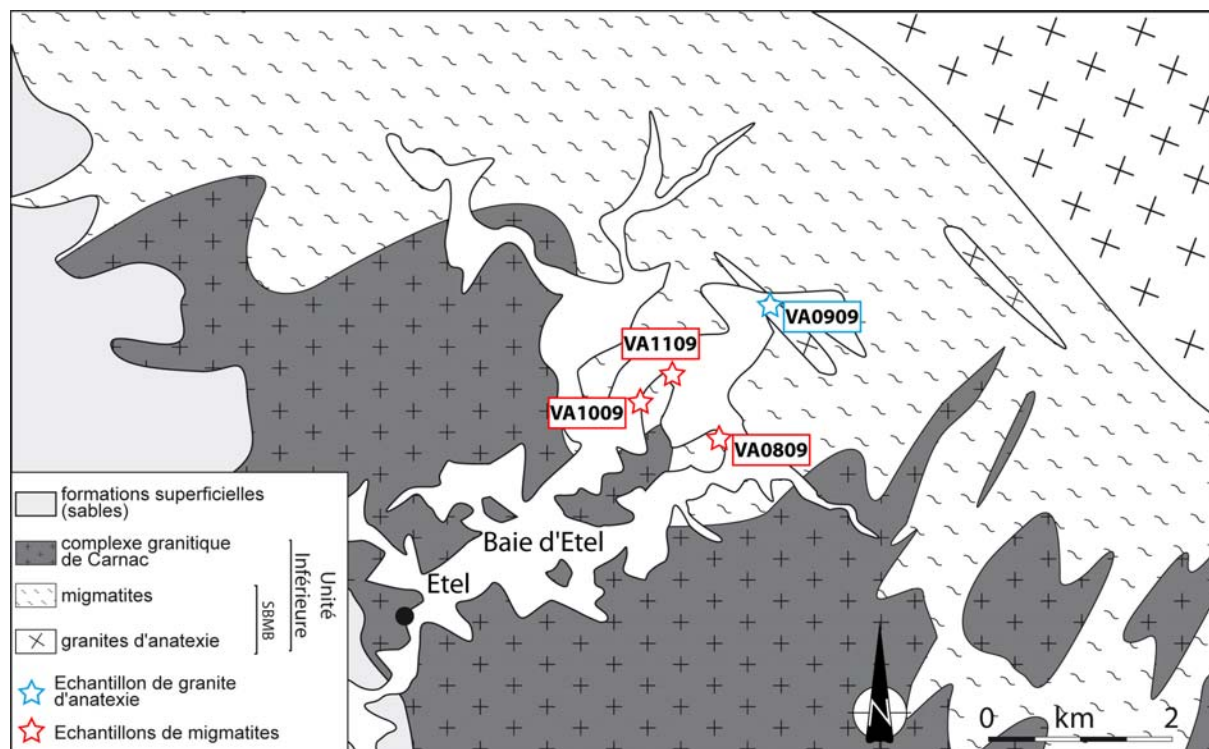 VA0909
VA1109
VA1009
VA0809
Baie d'Etel
Etel
formations superficielles
(sables)
complexe granitique
de Carnac
migmatites
granites d'anatexie
SBMB
Unité
Inférieure
Echantillon de granite
d'anatexie
Echantillons de migmatites
N
0 km 2